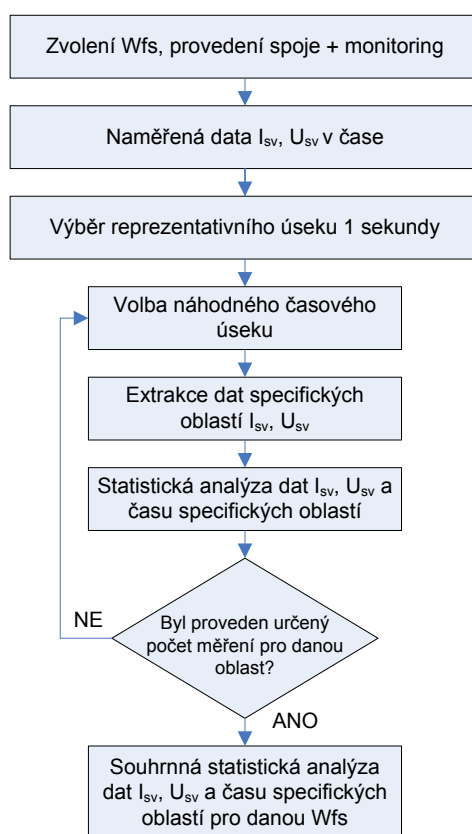 Zvolení Wfs, provedení spoje + monitoring
Naměřená data Isv, Usv v čase
Výběr reprezentativního úseku 1 sekundy
Volba náhodného časového
úseku
Extrakce dat specifických
oblastí Isv, Usv
Statistická analýza dat Isv, Usv a
času specifických oblastí
NE
Byl proveden určený
počet měření pro danou
oblast?
ANO
Souhrnná statistická analýza
dat Isv, Usv a času specifických
oblastí pro danou Wfs